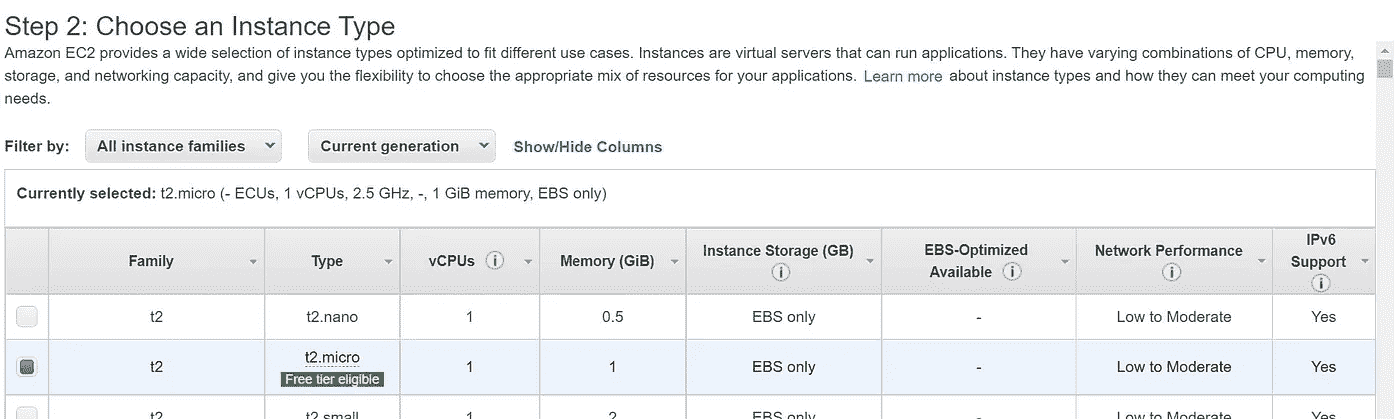 Step 2: Choose an Instance Type
Amazon EC2 provides a wide selection of instance types optimized to fit different use cases. Instances are virtual servers that can run applications. They have varying combinations of CPU, memory,
storage, and networking capacity, and give you the flexibility to choose the appropriate mix of resources for your applications. Learn more about instance types and how they can meet your computing
needs.
Filter by: All instance families Current generation Show/Hide Columns
Currently selected: t2.micro (- ECUs, 1 vCPUs, 2.5 GHz, -, 1 GiB memory, EBS only)
Family Type vCPUs Memory (GiB) Instance Storage (GB) EBS-Optimized Available Network Performance IPv6 Support
t2 t2.nano 1 0.5 EBS only - Low to Moderate Yes
t2 t2.micro 1 1 EBS only - Low to Moderate Yes
Free tier eligible
t2 t2.small 1 2 EBS only - Low to Moderate Yes